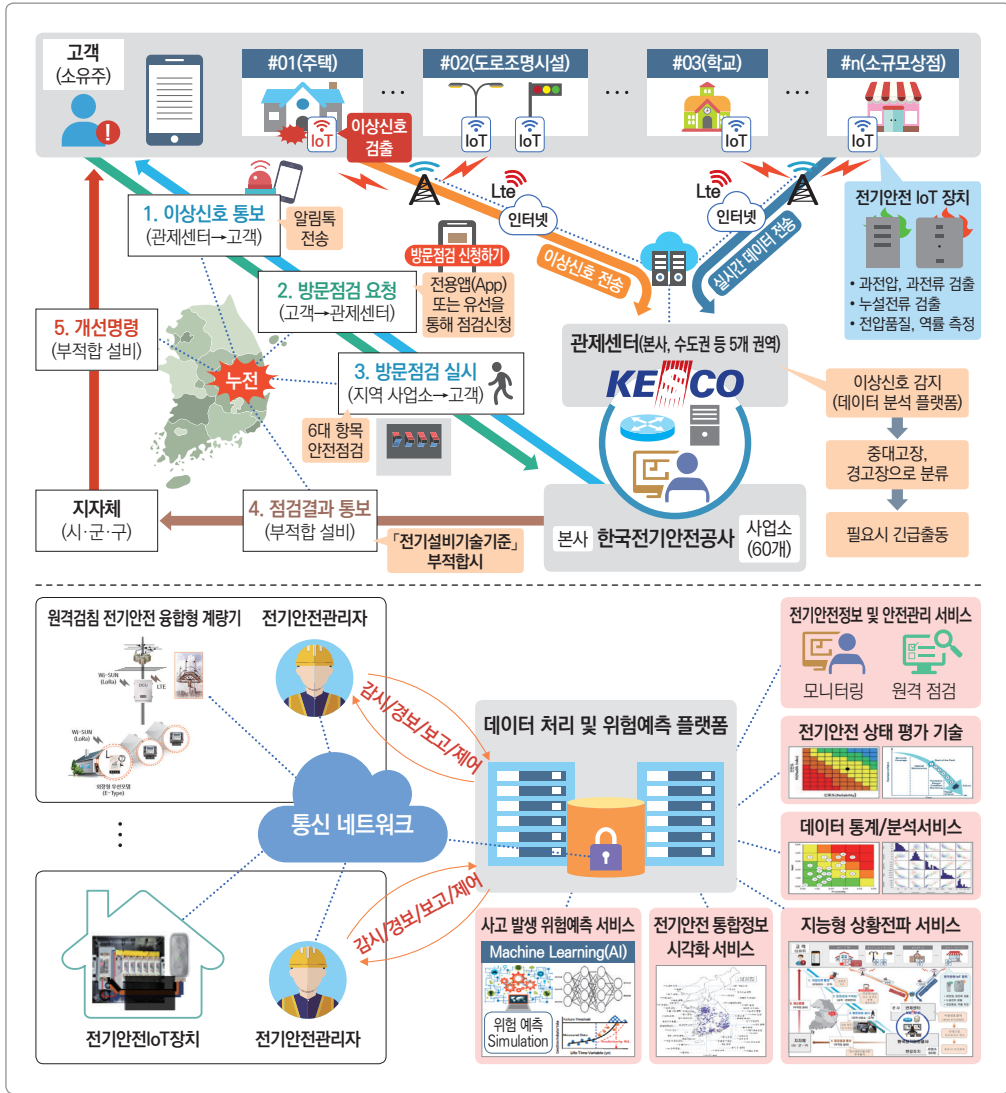 고객
(소유주)
#01(주택)
#02(도로조명시설)
#03(학교)
#n(소규모상점)
...
...
...
IoT
IoT
IoT
IoT
IoT
이상신호
검출
Lte
인터넷
Lte
인터넷
이상신호 전송
실시간 데이터 전송
전기안전 IoT 장치
• 과전압, 과전류 검출
• 누설전류 검출
• 전압품질, 역률 측정
1. 이상신호 통보
(관제센터→고객)
알림톡
전송
방문점검 신청하기
전용앱(App)
또는 유선을
통해 점검신청
2. 방문점검 요청
(고객→관제센터)
5. 개선명령
(부적합 설비)
누전
3. 방문점검 실시
(지역 사업소→고객)
6대 항목
안전점검
관제센터(본사, 수도권 등 5개 권역)
KESCO
이상신호 감지
(데이터 분석 플랫폼)
중대고장,
경고장으로 분류
필요시 긴급출동
지자체
(시·군·구)
4. 점검결과 통보
(부적합 설비)
「전기설비기술기준」
부적합시
본사
한국전기안전공사
사업소
(60개)
원격검침 전기안전 융합형 계량기
Wi-SUN
(LoRa)
DCU
LTE
Wi-SUN
(LoRa)
외장형 무선모뎀
(E-Type)
전기안전관리자
감시/경보/보고/제어
데이터 처리 및 위험예측 플랫폼
통신 네트워크
감시/경보/보고/제어
전기안전IoT장치
전기안전관리자
전기안전정보 및 안전관리 서비스
모니터링
원격 점검
전기안전 상태 평가 기술
데이터 통계/분석서비스
사고 발생 위험예측 서비스
Machine Learning(AI)
위험 예측
Simulation
전기안전 통합정보
시각화 서비스
지능형 상황전파 서비스